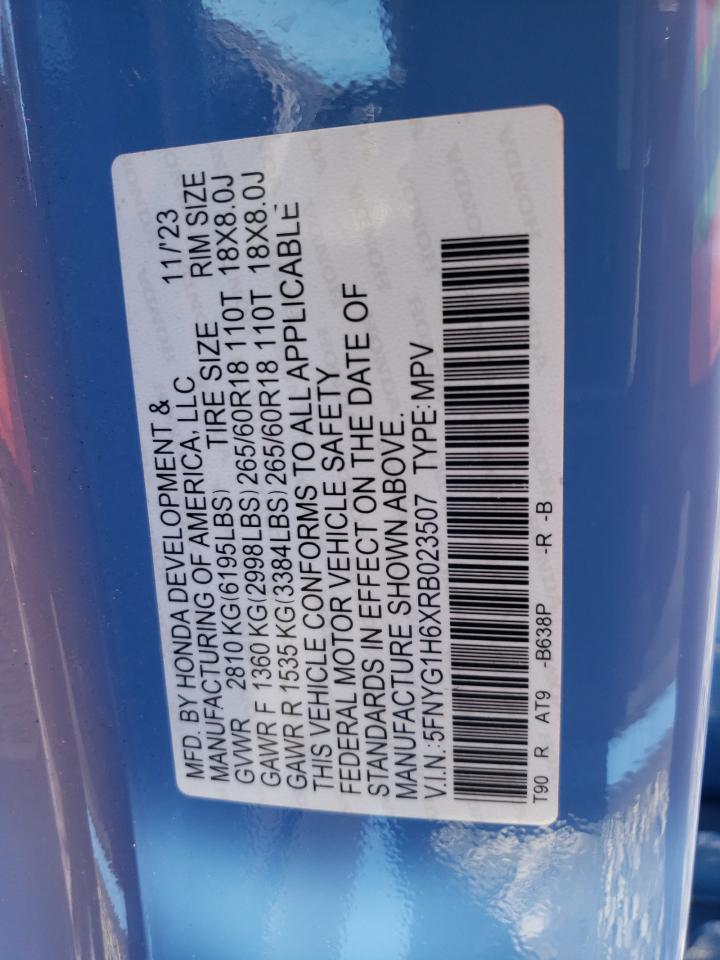 MFD. BY HONDA DEVELOPMENT & 11/'23
MANUFACTURING OF AMERICA, LLC
GVWR 2810 KG(6195LBS) TIRE SIZE RIM SIZE
GAWR F 1360 KG(2998LBS) 265/60R18 110T 18X8.0J
GAWR R 1535 KG(3384LBS) 265/60R18 110T 18X8.0J
THIS VEHICLE CONFORMS TO ALL APPLICABLE
FEDERAL MOTOR VEHICLE SAFETY
STANDARDS IN EFFECT ON THE DATE OF
MANUFACTURE SHOWN ABOVE.
V.I.N.:5FNYG1H6XRB023507 TYPE:MPV
T90 R AT9 -B638P -R -B